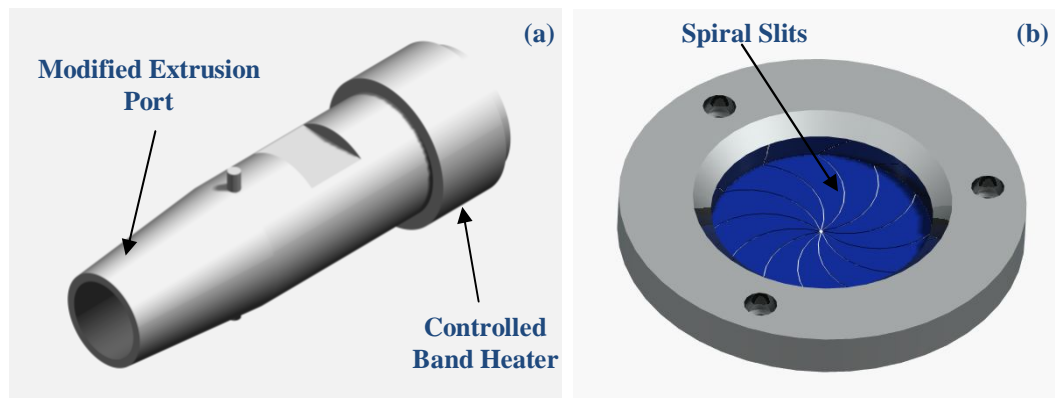 (a)
Modified Extrusion
Port
Controlled
Band Heater
Spiral Slits
(b)